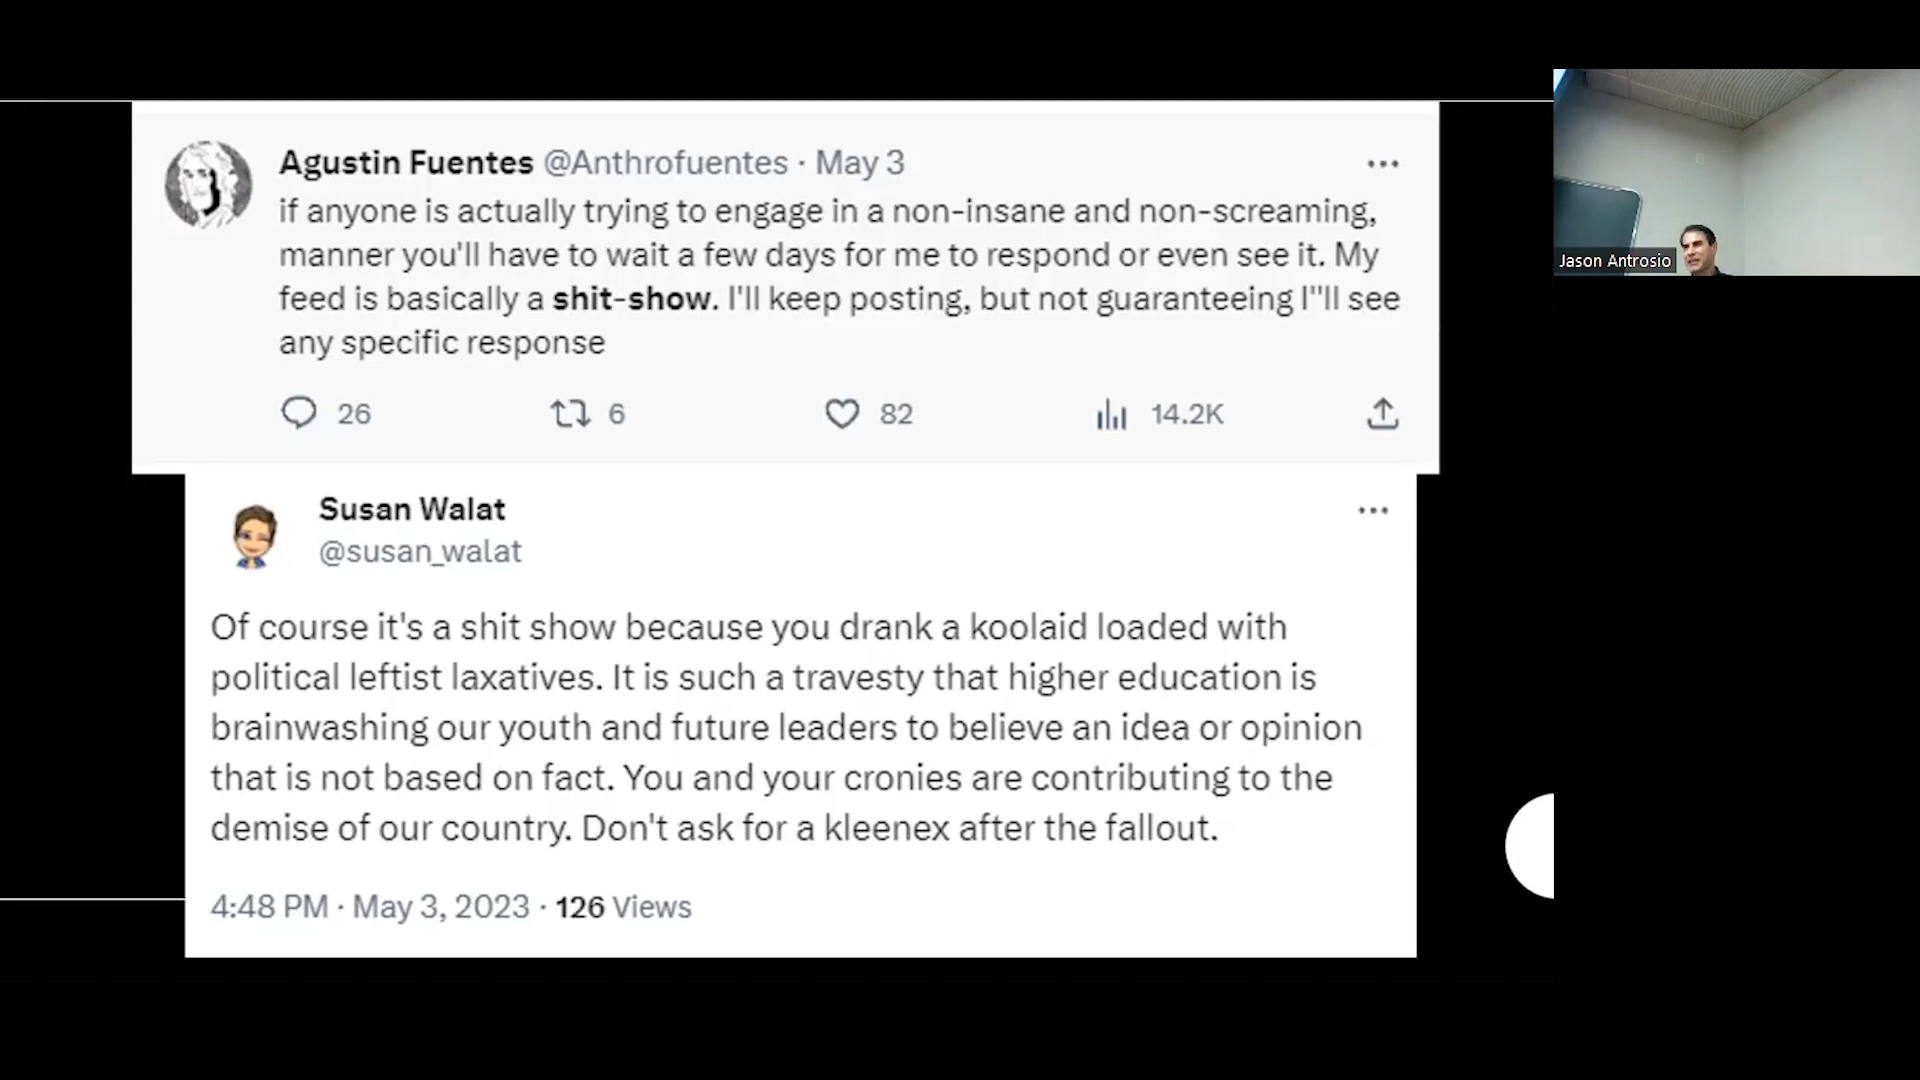 Agustin Fuentes @Anthrofuentes · May 3
if anyone is actually trying to engage in a non-insane and non-screaming,
manner you'll have to wait a few days for me to respond or even see it. My
feed is basically a shit-show. I'll keep posting, but not guaranteeing I"ll see
any specific response
26 6 82 14.2K
Jason Antrosio
Susan Walat
@susan_walat
Of course it's a shit show because you drank a koolaid loaded with
political leftist laxatives. It is such a travesty that higher education is
brainwashing our youth and future leaders to believe an idea or opinion
that is not based on fact. You and your cronies are contributing to the
demise of our country. Don't ask for a kleenex after the fallout.
4:48 PM · May 3, 2023 · 126 Views